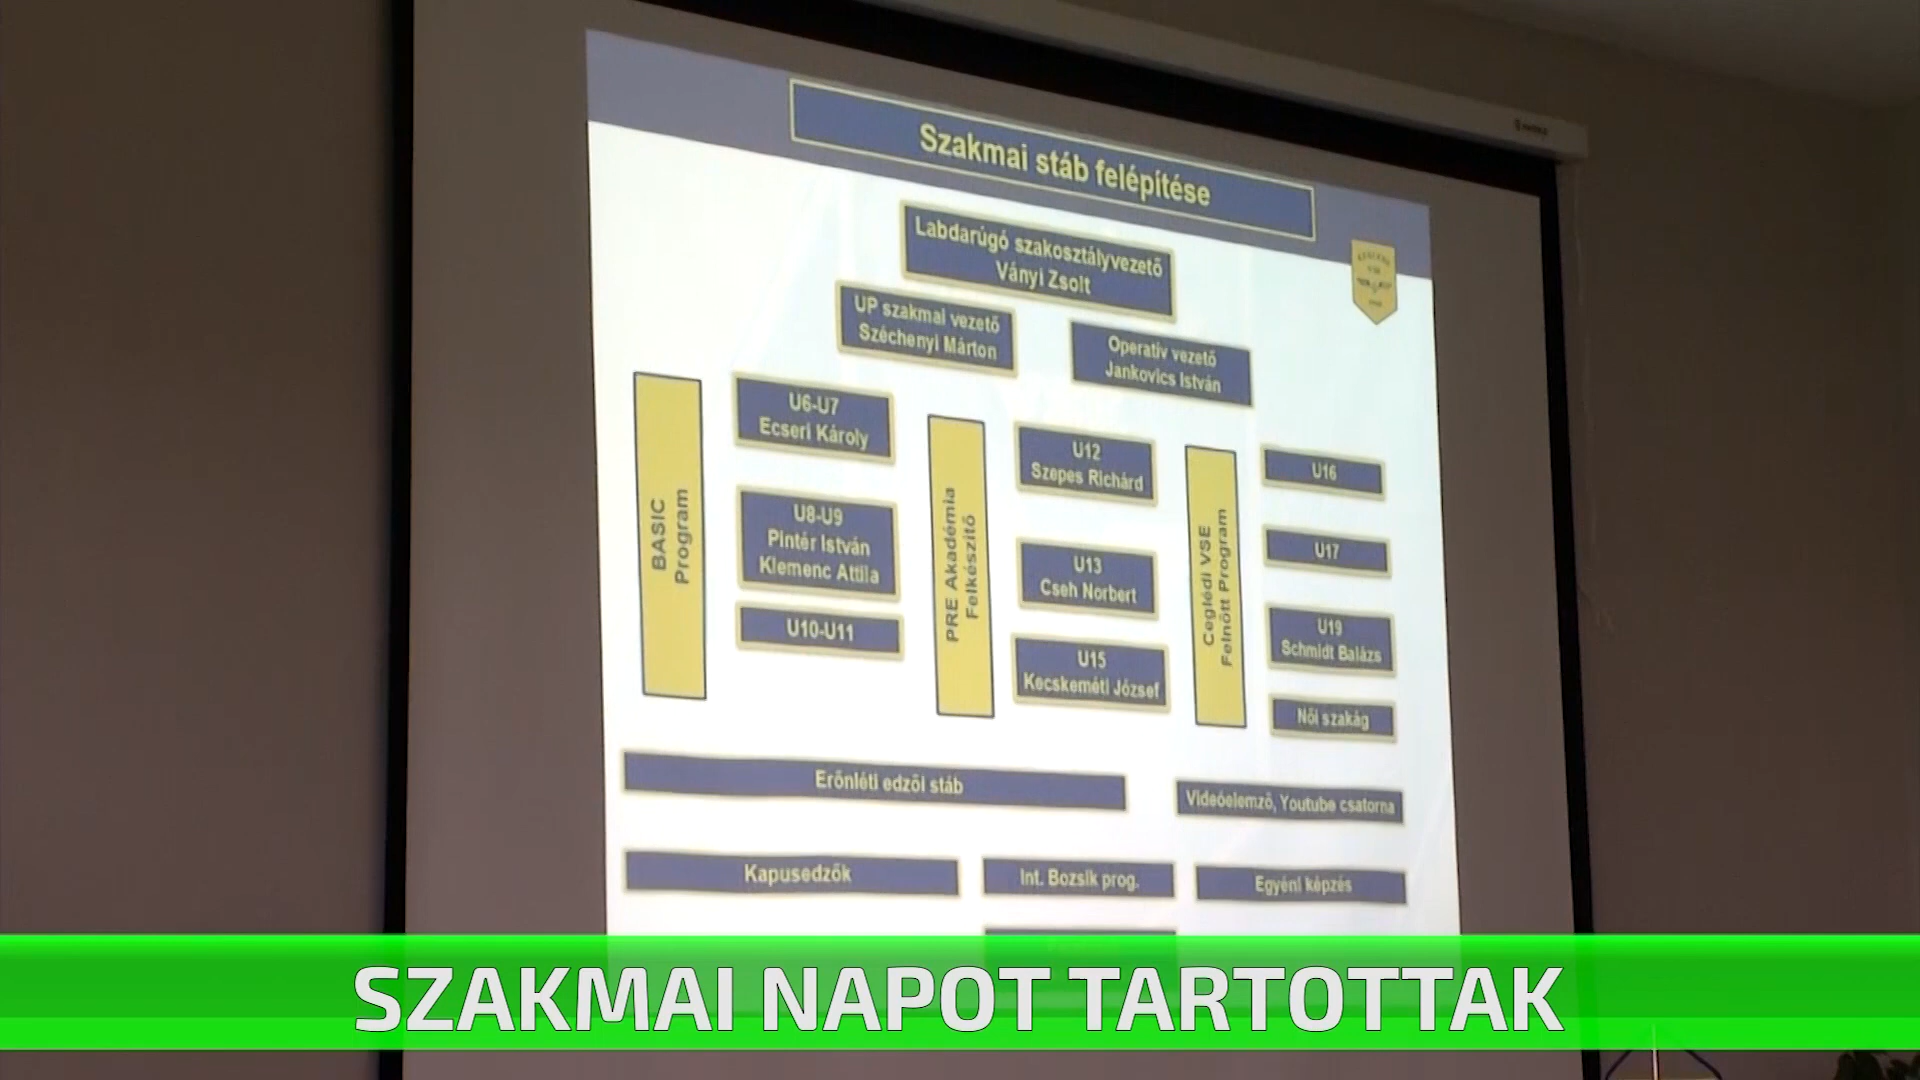 Szakmai stáb felépítése
Labdarúgó szakosztályvezető
Ványi Zsolt
UP szakmai vezető
Széchenyi Márton
Operatív vezető
Jankovics István
BASIC
Program
U6-U7
Ecseri Károly
U8-U9
Pintér István
Klemenc Attila
U10-U11
PRE Akadémia
Felkészítő
U12
Szepes Richárd
U13
Cseh Norbert
U15
Kecskeméti József
Ceglédi VSE
Felnőtt Program
U16
U17
U19
Schmidt Balázs
Női szakág
Erőnléti edzői stáb
Videóelemző, Youtube csatorna
Kapusedzők
Int. Bozsik prog.
Egyéni képzés
SZAKMAI NAPOT TARTOTTAK